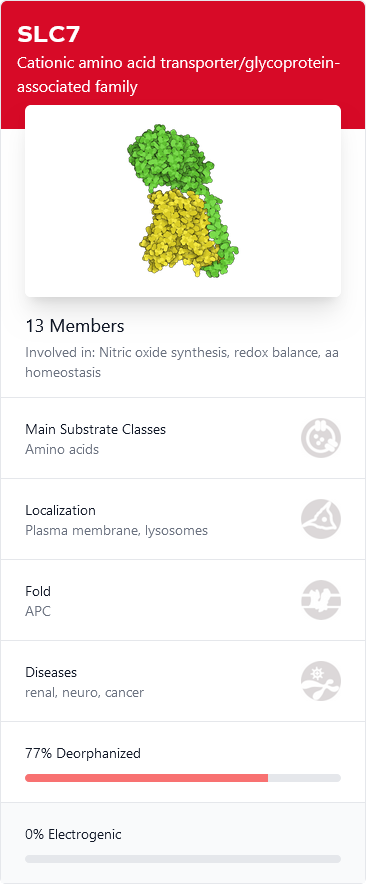 SLC7
Cationic amino acid transporter/glycoprotein-
associated family
13 Members
Involved in: Nitric oxide synthesis, redox balance, aa
homeostasis
Main Substrate Classes
Amino acids
Localization
Plasma membrane, lysosomes
Fold
APC
Diseases
renal, neuro, cancer
77% Deorphanized
0% Electrogenic